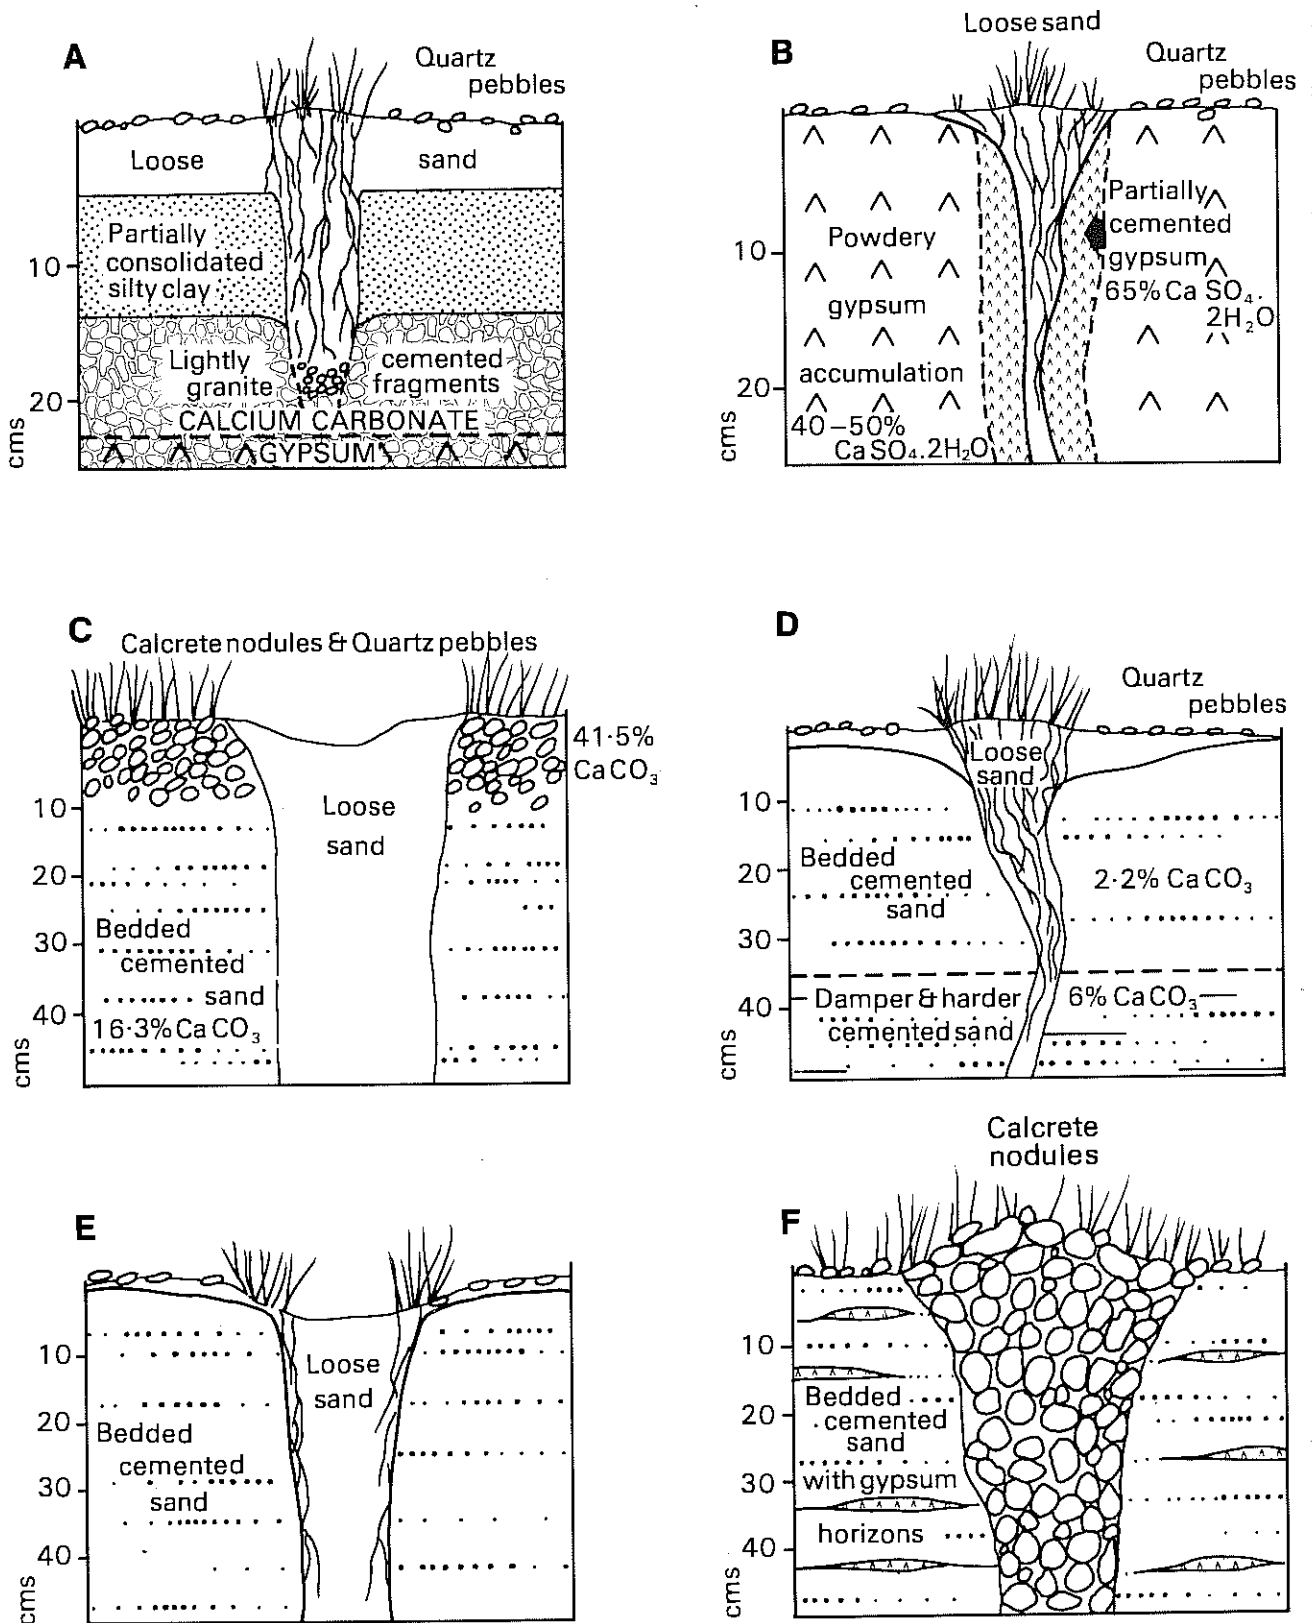 A
Quartz
pebbles
Loose
sand
Partially
consolidated
silty clay
10
Lightly
granite
cemented
fragments
20
CALCIUM CARBONATE
GYPSUM
cms
Loose sand
B
Quartz
pebbles
Partially
cemented
gypsum
65% Ca SO₄.
2H₂O
Powdery
10
gypsum
accumulation
20
40–50%
CaSO₄.2H₂O
cms
C
Calcrete nodules & Quartz pebbles
41·5%
CaCO₃
10
Loose
sand
20
Bedded
30
cemented
sand
40
16·3% CaCO₃
cms
D
Quartz
pebbles
Loose
sand
10
Bedded
cemented
20
sand
2·2% CaCO₃
30
Damper & harder
cemented sand
6% CaCO₃
40
cms
E
10
Loose
sand
20
Bedded
cemented
30
sand
40
cms
Calcrete
nodules
F
10
Bedded
cemented
20
sand
with gypsum
30
horizons
40
cms